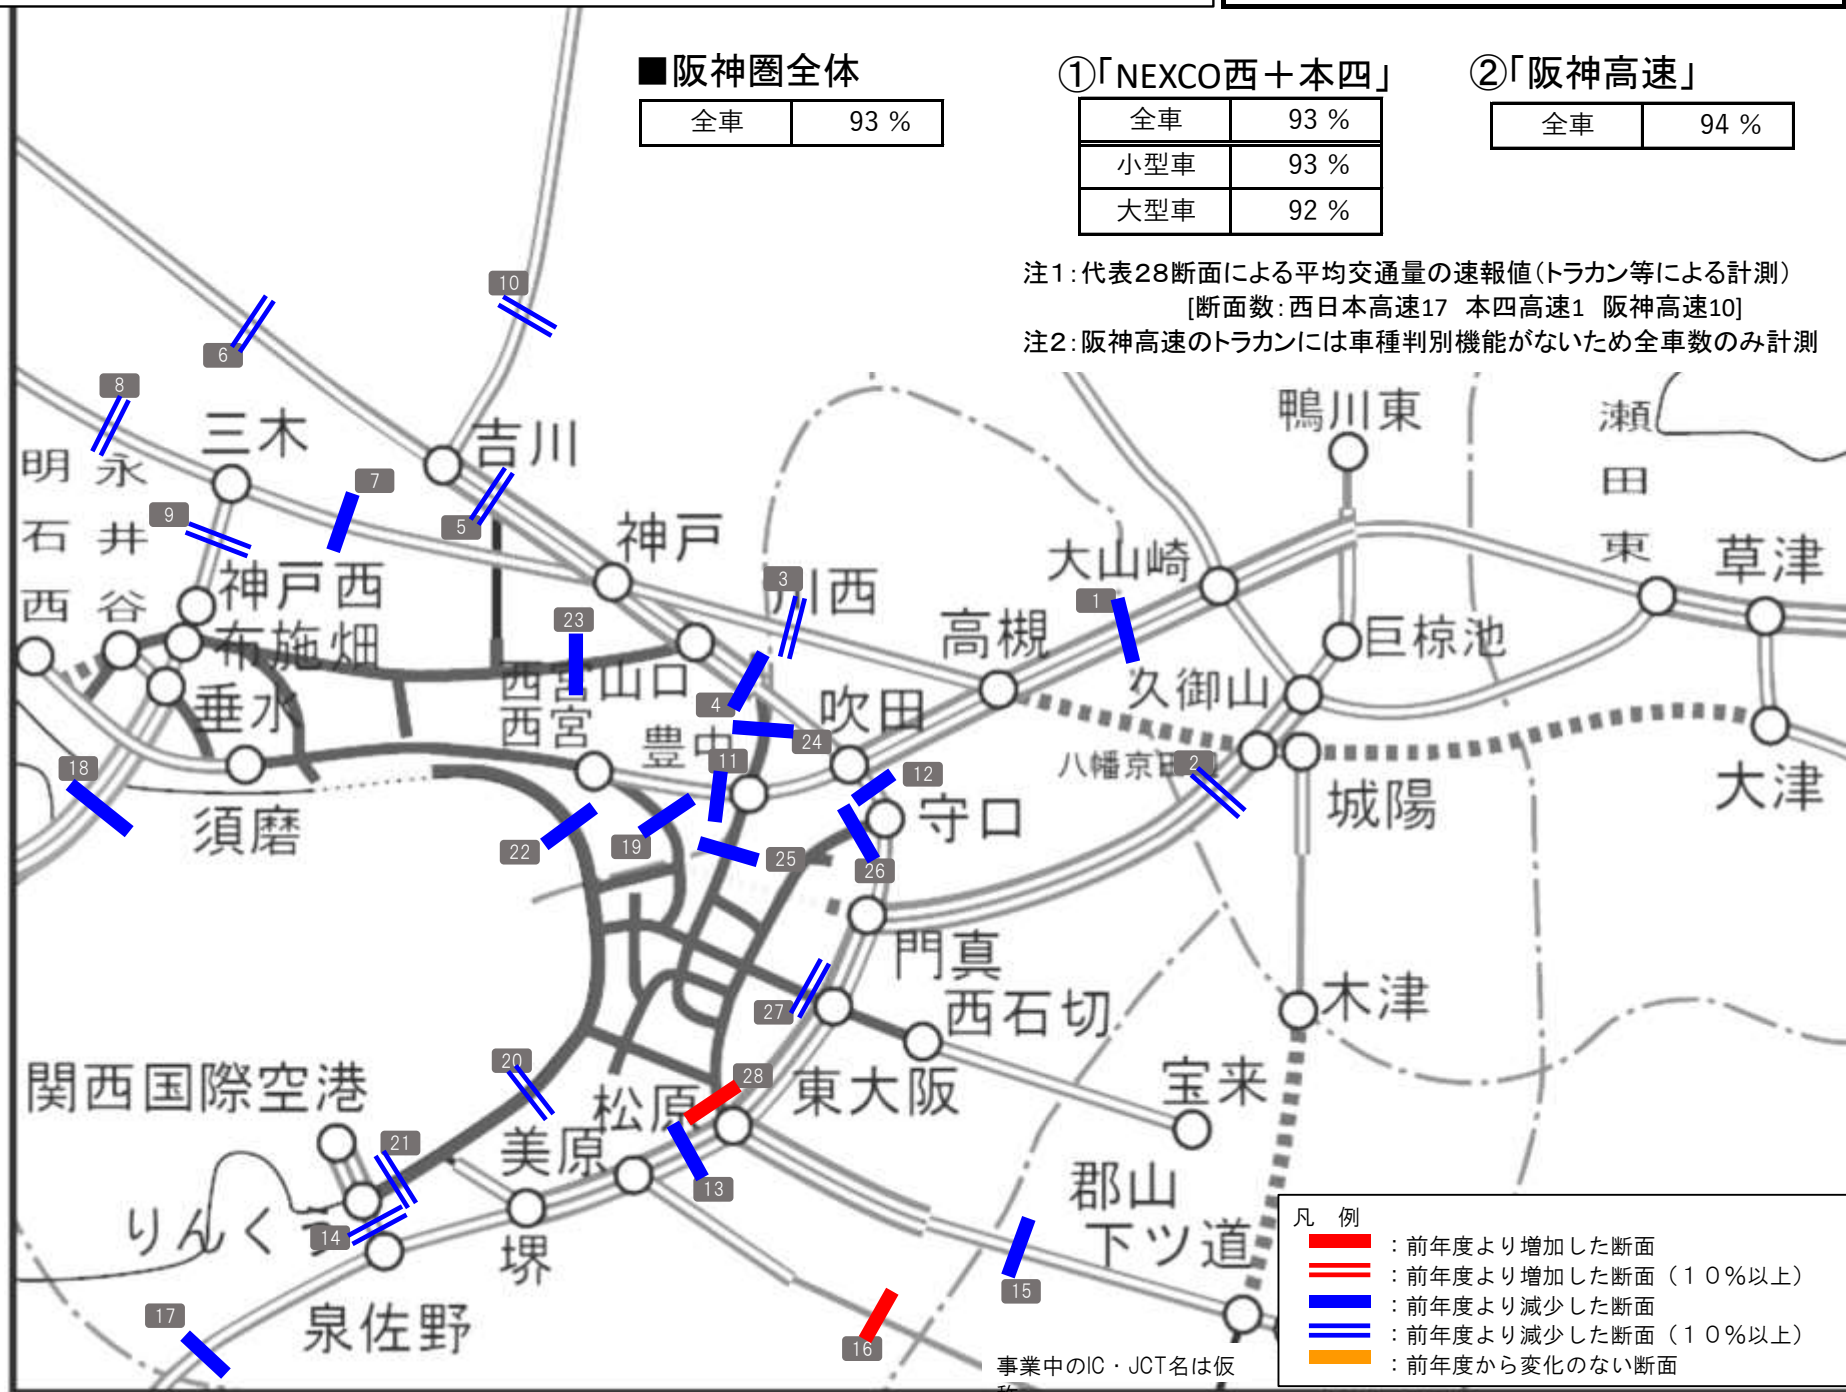 ■阪神圏全体
全車 93 %
①「NEXCO西＋本四」
全車 93 %
小型車 93 %
大型車 92 %
②「阪神高速」
全車 94 %
注1：代表28断面による平均交通量の速報値（トラカン等による計測）
[断面数：西日本高速17 本四高速1 阪神高速10]
注2：阪神高速のトラカンには車種判別機能がないため全車数のみ計測
10
6
8
三木
吉川
鴨川東
瀬田東
明石西
永井谷
7
9
5
神戸
大山崎
草津
神戸西
3
川西
1
高槻
23
布施畑
巨椋池
西宮山口
久御山
垂水
4
吹田
西宮
24
豊中
11
18
八幡京田
2
12
大津
須磨
守口
城陽
22
19
25
26
門真
27
西石切
木津
20
28
関西国際空港
松原
東大阪
宝来
21
美原
13
郡山
りんくう
14
下ツ道
堺
15
17
泉佐野
16
事業中のIC・JCT名は仮
凡 例
：前年度より増加した断面
：前年度より増加した断面（１０％以上）
：前年度より減少した断面
：前年度より減少した断面（１０％以上）
：前年度から変化のない断面